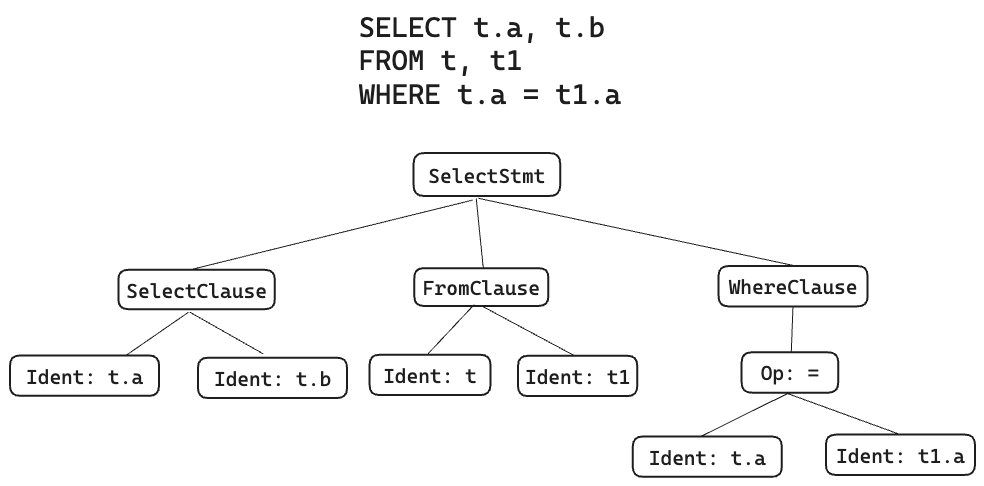 SELECT t.a, t.b
FROM t, t1
WHERE t.a = t1.a
SelectStmt
SelectClause
FromClause
WhereClause
Ident: t.a
Ident: t.b
Ident: t
Ident: t1
Op: =
Ident: t.a
Ident: t1.a